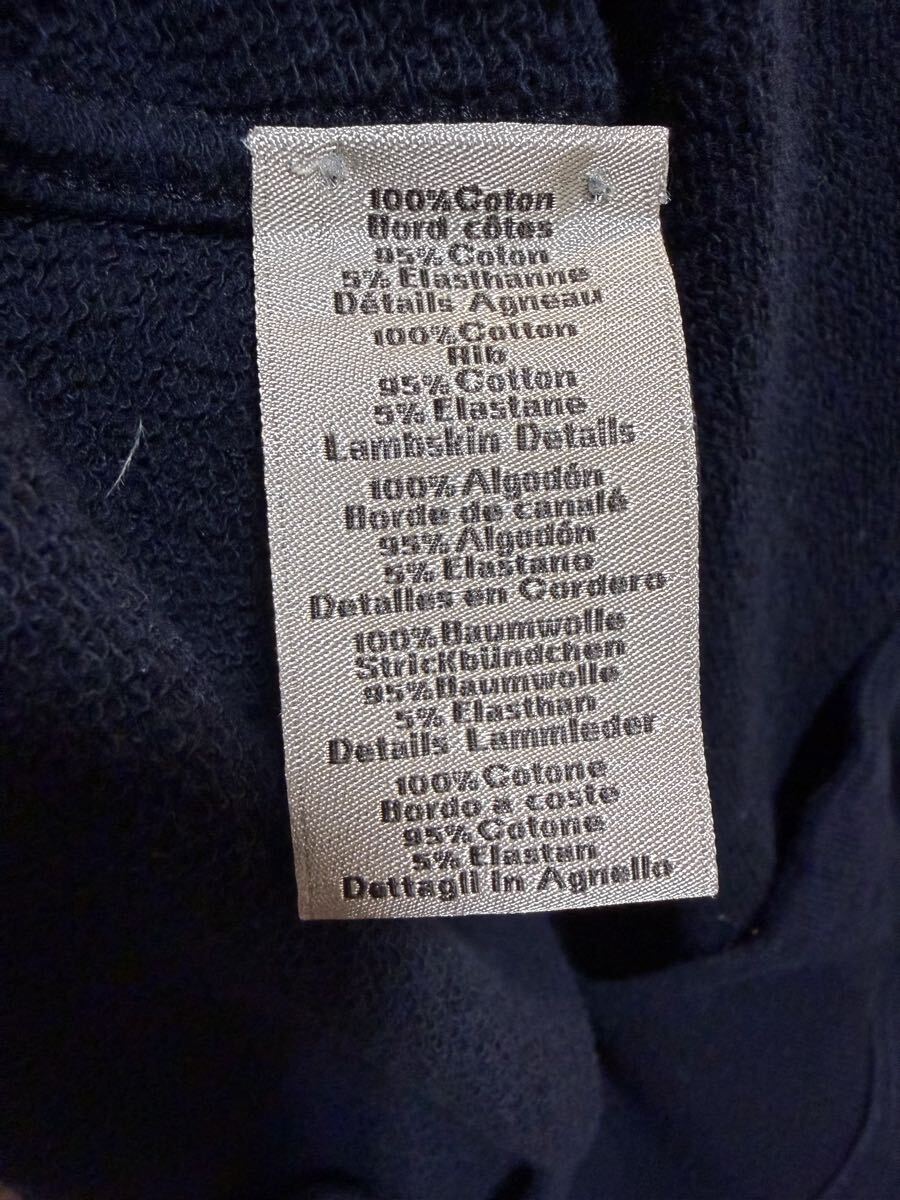 100% Coton
Bord côtes
95% Coton
5% Elasthanne
Détails Agneau
100% Cotton
Rib
95% Cotton
5% Elastane
Lambskin Details
100% Algodón
Borde de canalé
95% Algodón
5% Elastano
Detalles en Cordero
100% Baumwolle
Strickbündchen
95% Baumwolle
5% Elasthan
Details Lammleder
100% Cotone
Bordo a coste
95% Cotone
5% Elastan
Dettagli in Agnello